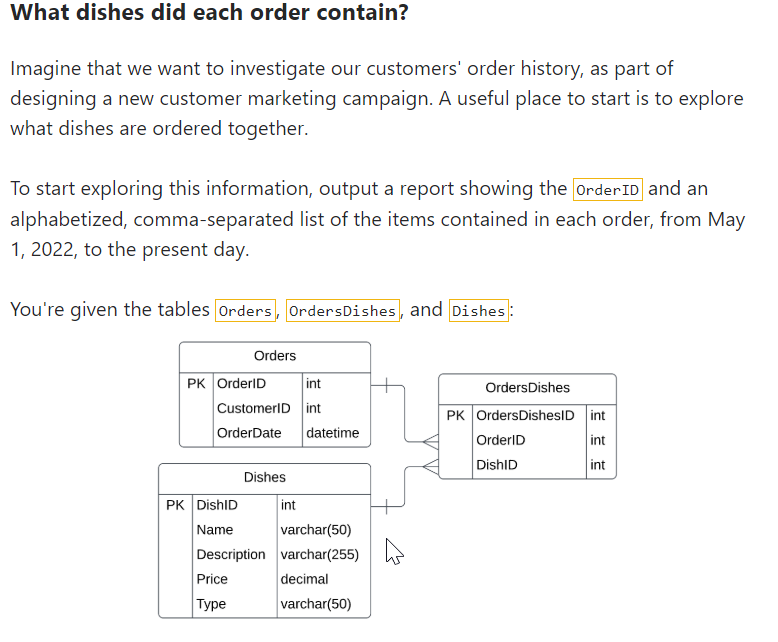 What dishes did each order contain?
Imagine that we want to investigate our customers' order history, as part of
designing a new customer marketing campaign. A useful place to start is to explore
what dishes are ordered together.
To start exploring this information, output a report showing the OrderID and an
alphabetized, comma-separated list of the items contained in each order, from May
1, 2022, to the present day.
You're given the tables Orders, OrdersDishes, and Dishes:
Orders
PK OrderID int
CustomerID int
OrderDate datetime
OrdersDishes
PK OrdersDishesID int
OrderID int
DishID int
Dishes
PK DishID int
Name varchar(50)
Description varchar(255)
Price decimal
Type varchar(50)